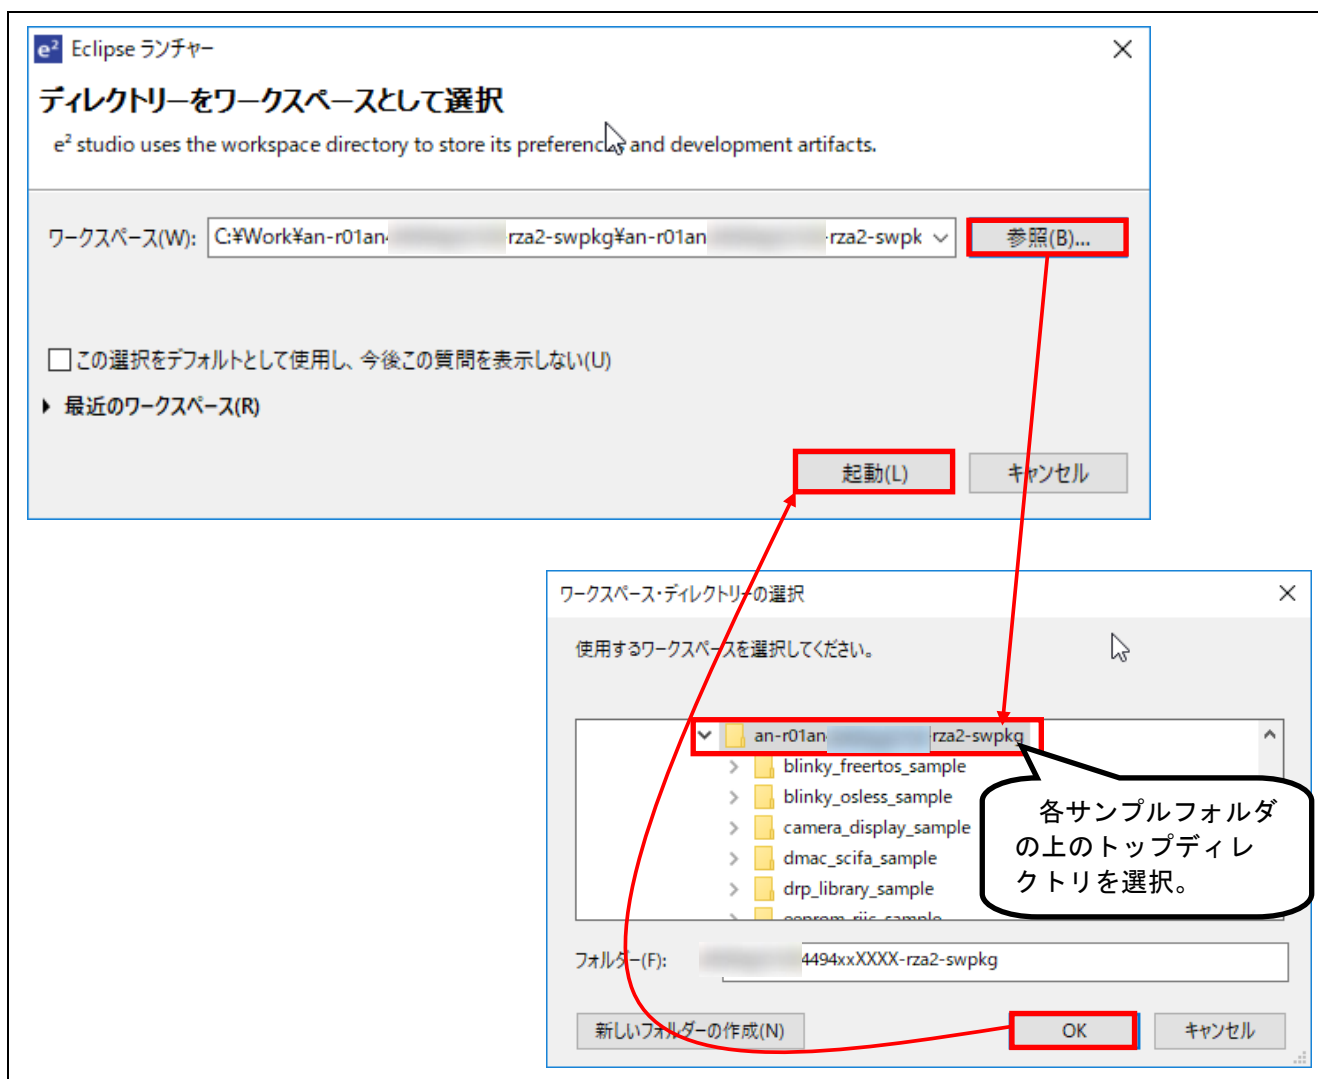 e² Eclipse ランチャー
ディレクトリーをワークスペースとして選択
e² studio uses the workspace directory to store its preferences and development artifacts.
ワークスペース(W): C:¥Work¥an-r01an rza2-swpkg¥an-r01an -rza2-swpk 参照(B)...
この選択をデフォルトとして使用し、今後この質問を表示しない(U)
最近のワークスペース(R)
起動(L) キャンセル
ワークスペース・ディレクトリーの選択
使用するワークスペースを選択してください。
an-r01an rza2-swpkg
blinky_freertos_sample
blinky_osless_sample
camera_display_sample
dmac_scifa_sample
drp_library_sample
eeprom_riic_sample
各サンプルフォルダ
の上のトップディレ
クトリを選択。
フォルダー(F): 4494xxXXXX-rza2-swpkg
新しいフォルダーの作成(N) OK キャンセル